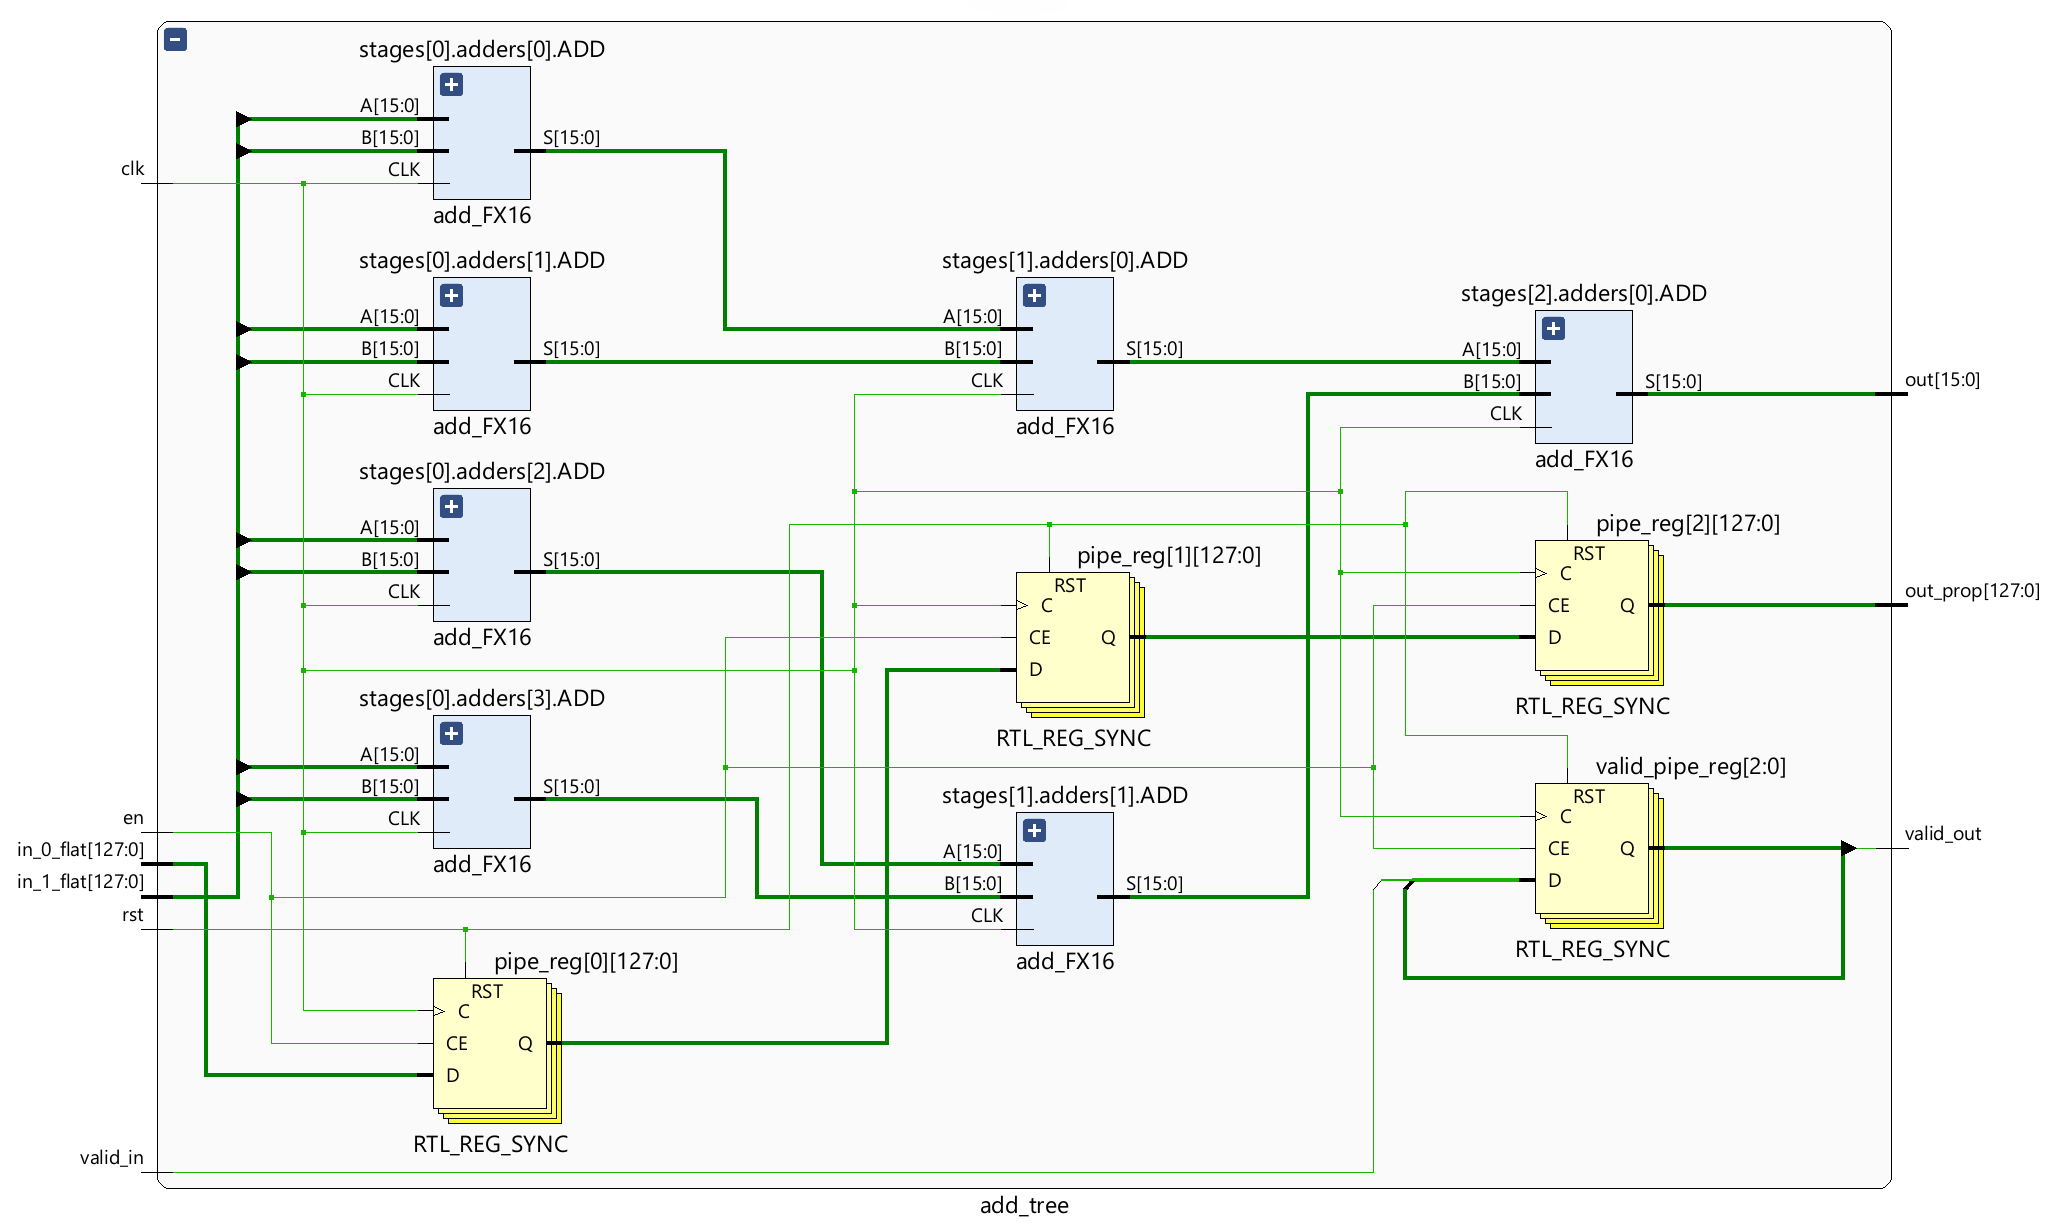 stages[0].adders[0].ADD
A[15:0]
B[15:0]
CLK
S[15:0]
add_FX16
clk
stages[0].adders[1].ADD
A[15:0]
B[15:0]
CLK
S[15:0]
add_FX16
stages[1].adders[0].ADD
A[15:0]
B[15:0]
CLK
S[15:0]
add_FX16
stages[2].adders[0].ADD
A[15:0]
B[15:0]
CLK
S[15:0]
add_FX16
out[15:0]
stages[0].adders[2].ADD
A[15:0]
B[15:0]
CLK
S[15:0]
add_FX16
pipe_reg[1][127:0]
RST
C
CE
Q
D
RTL_REG_SYNC
pipe_reg[2][127:0]
RST
C
CE
Q
D
RTL_REG_SYNC
out_prop[127:0]
stages[0].adders[3].ADD
A[15:0]
B[15:0]
CLK
S[15:0]
add_FX16
stages[1].adders[1].ADD
A[15:0]
B[15:0]
CLK
S[15:0]
add_FX16
valid_pipe_reg[2:0]
RST
C
CE
Q
D
RTL_REG_SYNC
valid_out
en
in_0_flat[127:0]
in_1_flat[127:0]
rst
pipe_reg[0][127:0]
RST
C
CE
Q
D
RTL_REG_SYNC
valid_in
add_tree